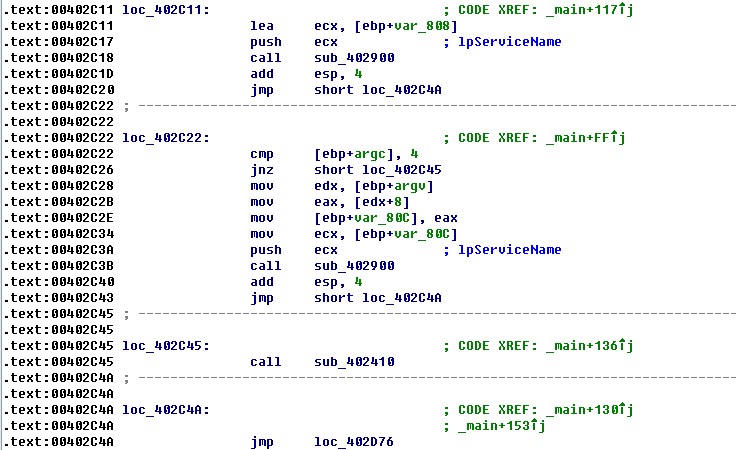 .text:00402C11 loc_402C11: ; CODE XREF: _main+117↑j
.text:00402C11 lea ecx, [ebp+var_808]
.text:00402C17 push ecx ; lpServiceName
.text:00402C18 call sub_402900
.text:00402C1D add esp, 4
.text:00402C20 jmp short loc_402C4A
.text:00402C22 ; ---------------------------------------------------------------------------
.text:00402C22
.text:00402C22 loc_402C22: ; CODE XREF: _main+FF↑j
.text:00402C22 cmp [ebp+argc], 4
.text:00402C26 jnz short loc_402C45
.text:00402C28 mov edx, [ebp+argv]
.text:00402C2B mov eax, [edx+8]
.text:00402C2E mov [ebp+var_80C], eax
.text:00402C34 mov ecx, [ebp+var_80C]
.text:00402C3A push ecx ; lpServiceName
.text:00402C3B call sub_402900
.text:00402C40 add esp, 4
.text:00402C43 jmp short loc_402C4A
.text:00402C45 ; ---------------------------------------------------------------------------
.text:00402C45
.text:00402C45 loc_402C45: ; CODE XREF: _main+136↑j
.text:00402C45 call sub_402410
.text:00402C4A ; ---------------------------------------------------------------------------
.text:00402C4A
.text:00402C4A loc_402C4A: ; CODE XREF: _main+130↑j
.text:00402C4A ; _main+153↑j
.text:00402C4A jmp loc_402D76